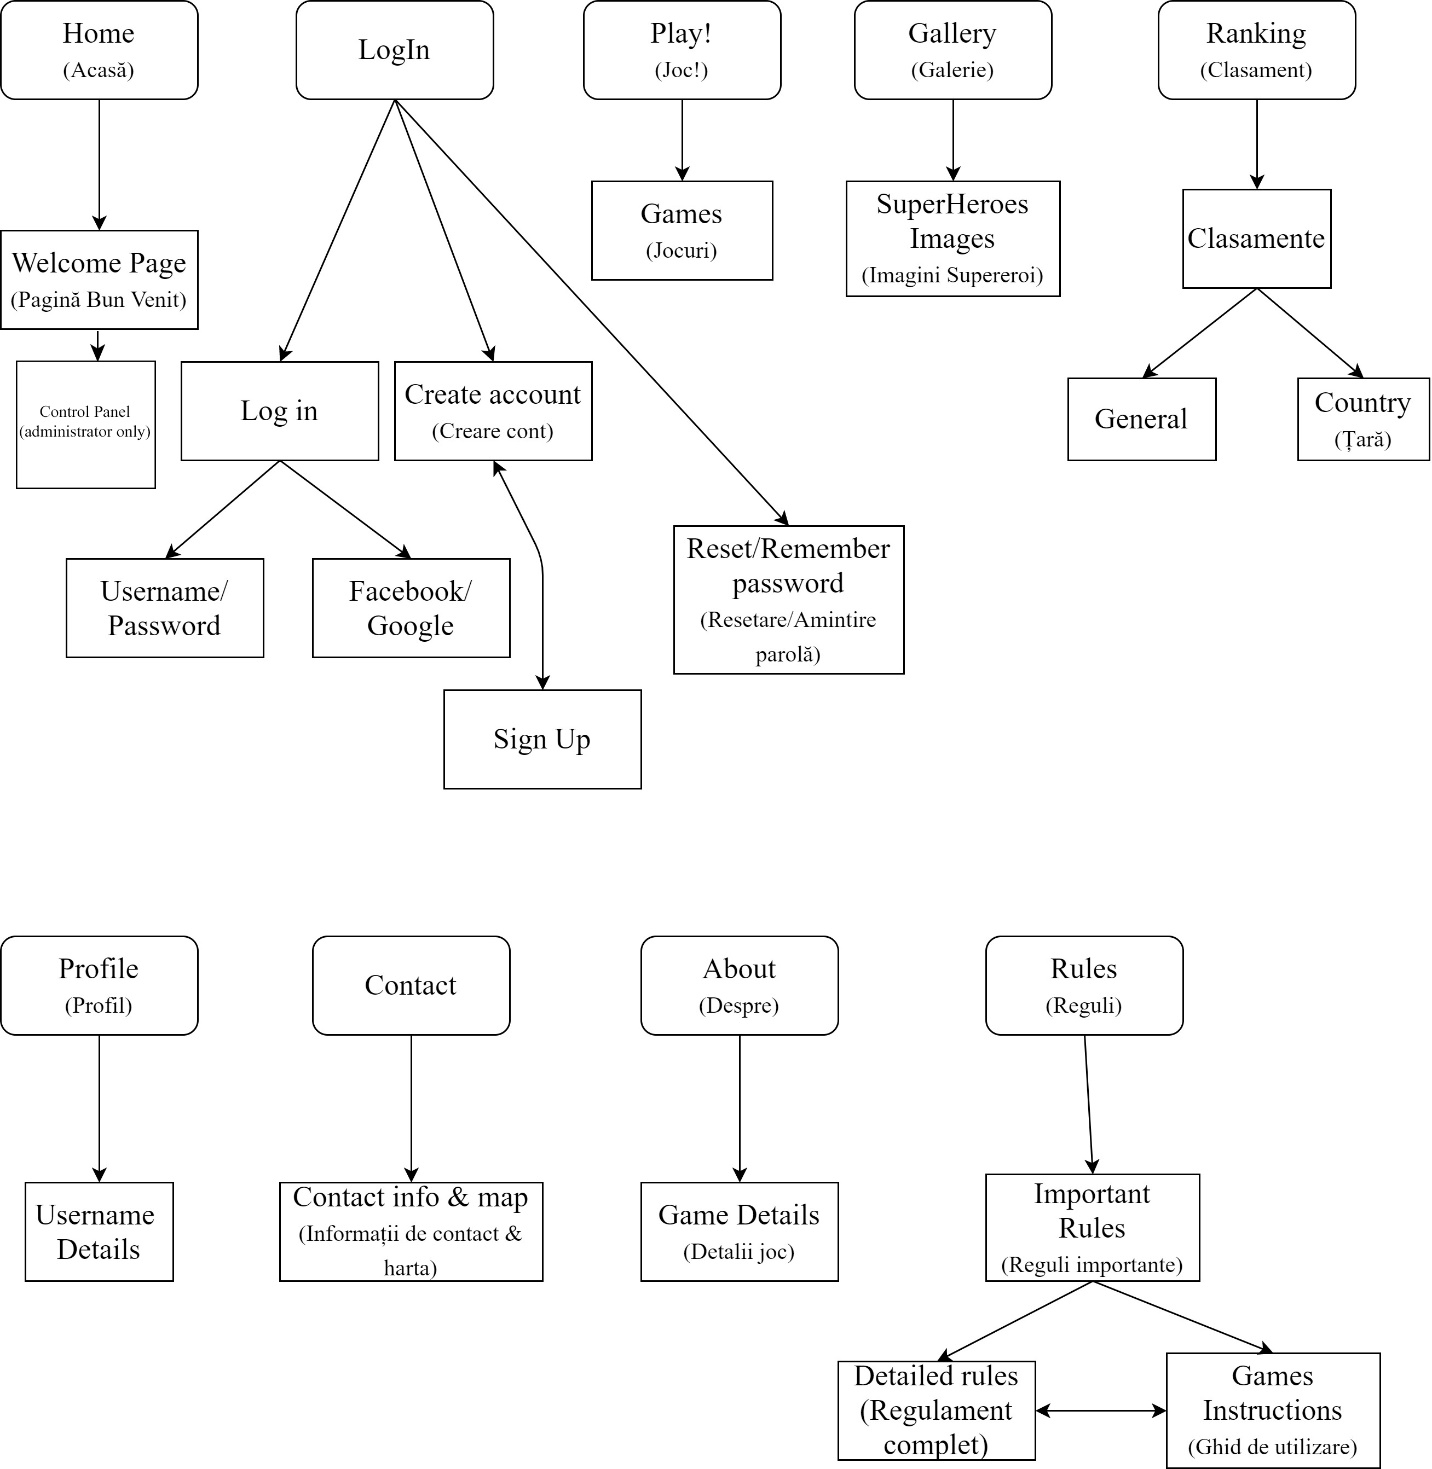 Home
(Acasă)
LogIn
Play!
(Joc!)
Gallery
(Galerie)
Ranking
(Clasament)
Welcome Page
(Pagină Bun Venit)
Games
(Jocuri)
SuperHeroes
Images
(Imagini Supereroi)
Clasamente
Control Panel
(administrator only)
Log in
Create account
(Creare cont)
General
Country
(Țară)
Username/
Password
Facebook/
Google
Reset/Remember
password
(Resetare/Amintire
parolă)
Sign Up
Profile
(Profil)
Contact
About
(Despre)
Rules
(Reguli)
Username
Details
Contact info & map
(Informații de contact &
harta)
Game Details
(Detalii joc)
Important
Rules
(Reguli importante)
Detailed rules
(Regulament
complet)
Games
Instructions
(Ghid de utilizare)